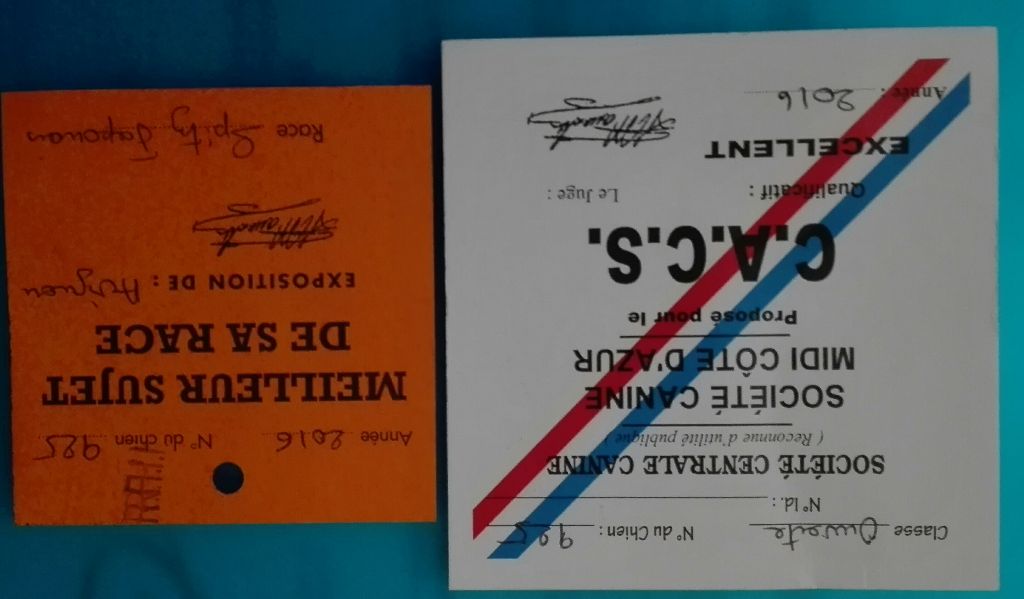 Classe Ouverte N° du Chien : 925
N° Id. :
SOCIÉTÉ CENTRALE CANINE
( Reconnue d'utilité publique )
SOCIÉTÉ CANINE
MIDI CÔTE D'AZUR
Proposé pour le
C.A.C.S.
Qualificatif : Le Juge :
EXCELLENT
Année : 2016
Année 2016 N° du chien 925
MEILLEUR SUJET
DE SA RACE
EXPOSITION DE : Avignon
Race Spitz Japonais